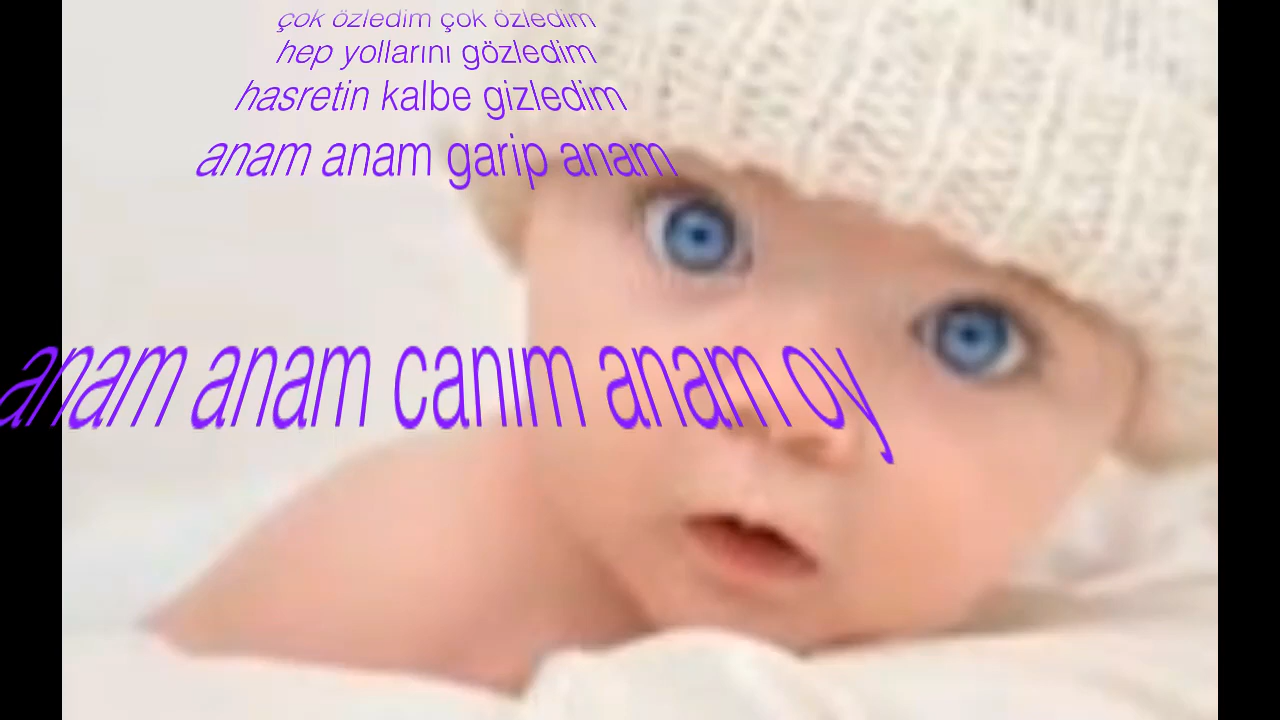 çok özledim çok özledim
hep yollarını gözledim
hasretin kalbe gizledim
anam anam garip anam
anam anam canım anam oy